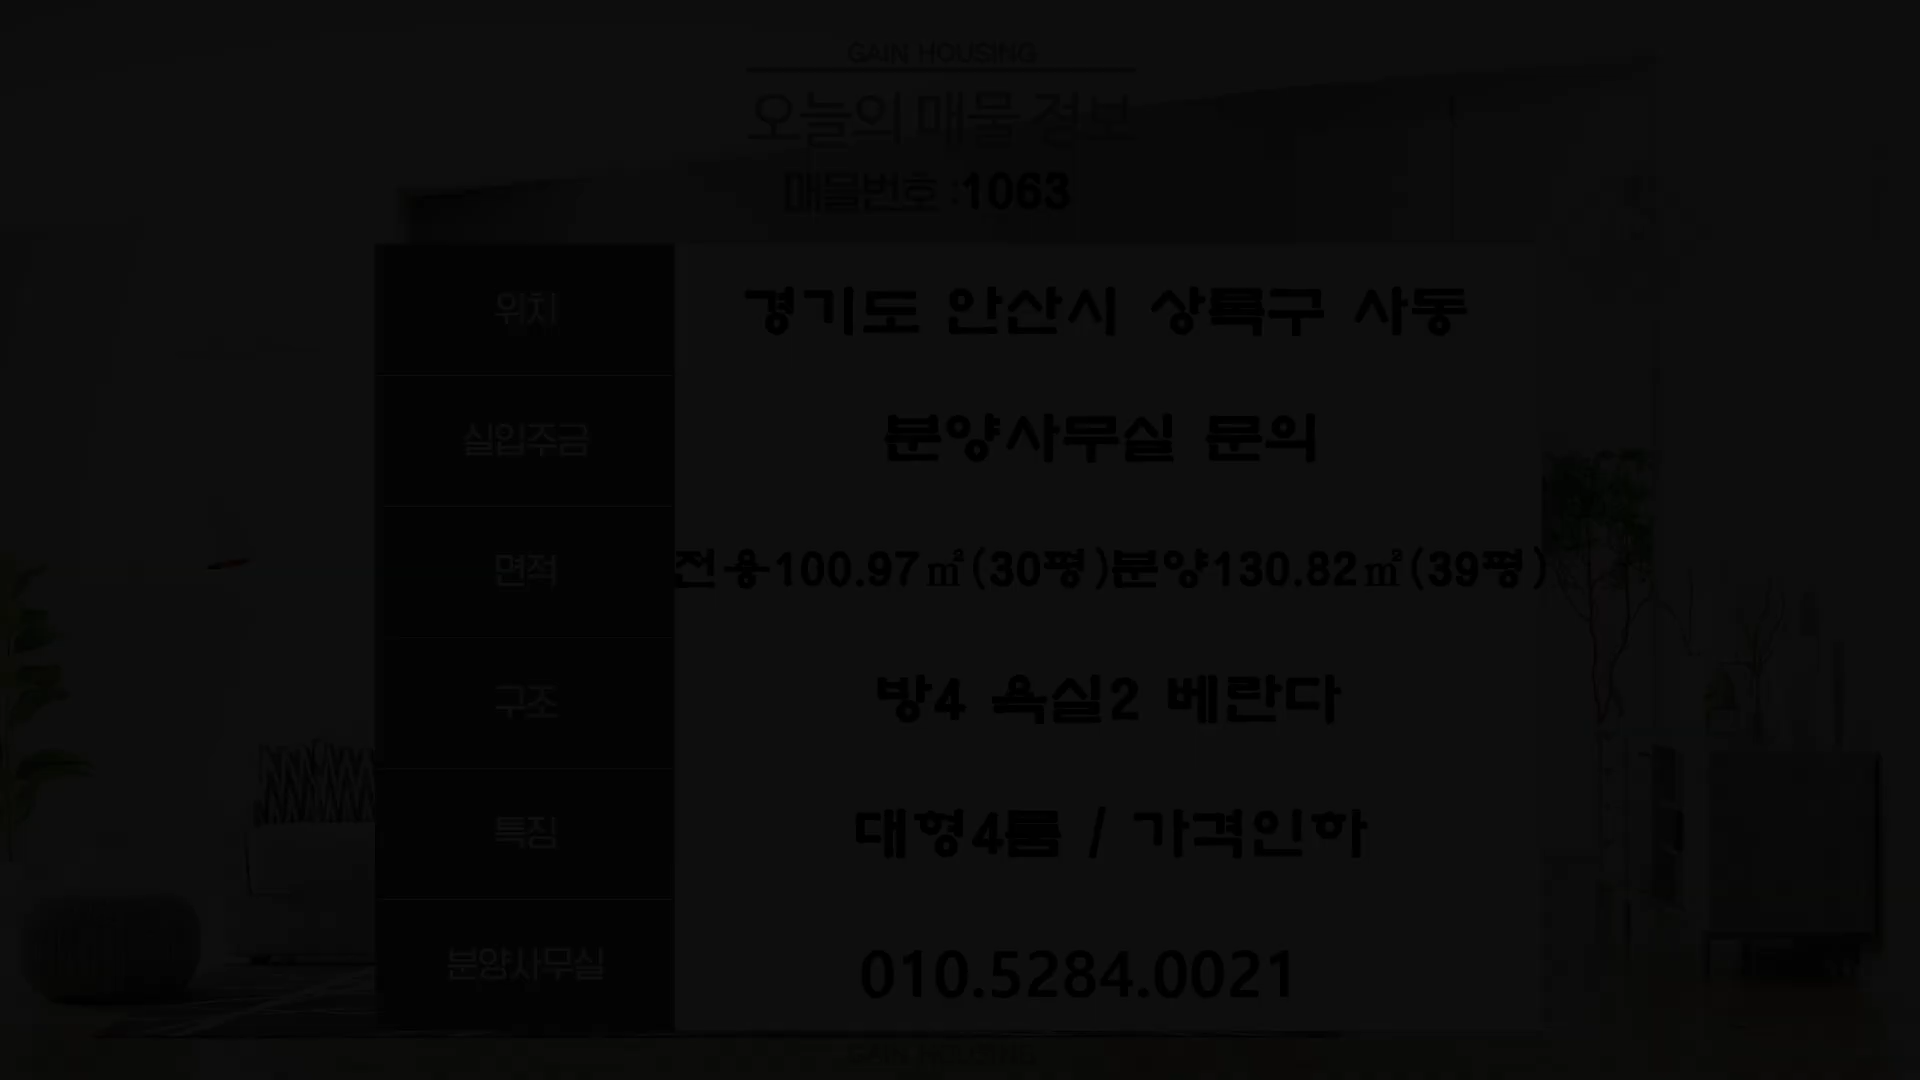 GAIN HOUSING
오늘의 매물 정보
매물번호 :1063
위치
경기도 안산시 상록구 사동
실입주금
분양사무실 문의
면적
전용100.97㎡(30평)분양130.82㎡(39평)
구조
방4 욕실2 베란다
특징
대형4룸 / 가격인하
분양사무실
010.5284.0021
GAIN HOUSING